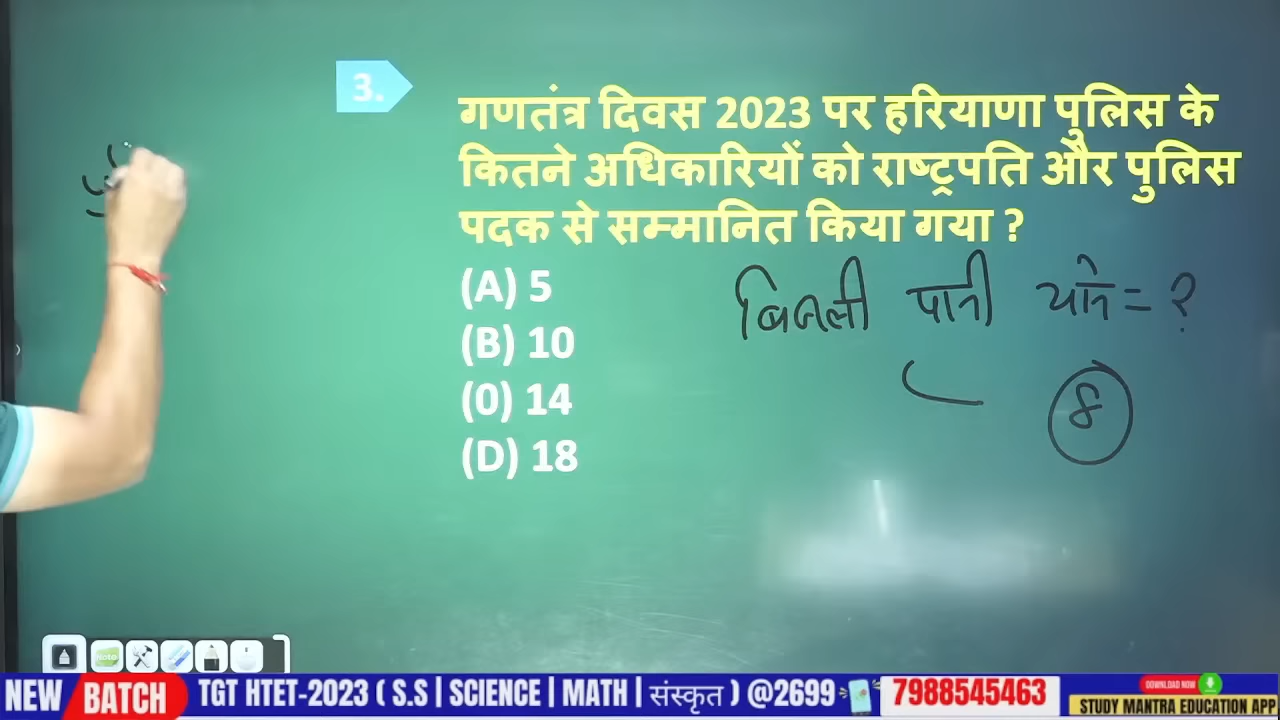 3.
गणतंत्र दिवस 2023 पर हरियाणा पुलिस के
कितने अधिकारियों को राष्ट्रपति और पुलिस
पदक से सम्मानित किया गया ?
(A) 5
(B) 10
(0) 14
(D) 18
बिजली पानी = ?
8
NEW BATCH TGT HTET-2023 ( S.S | SCIENCE | MATH | संस्कृत ) @2699 7988545463 DOWNLOAD NOW
STUDY MANTRA EDUCATION APP